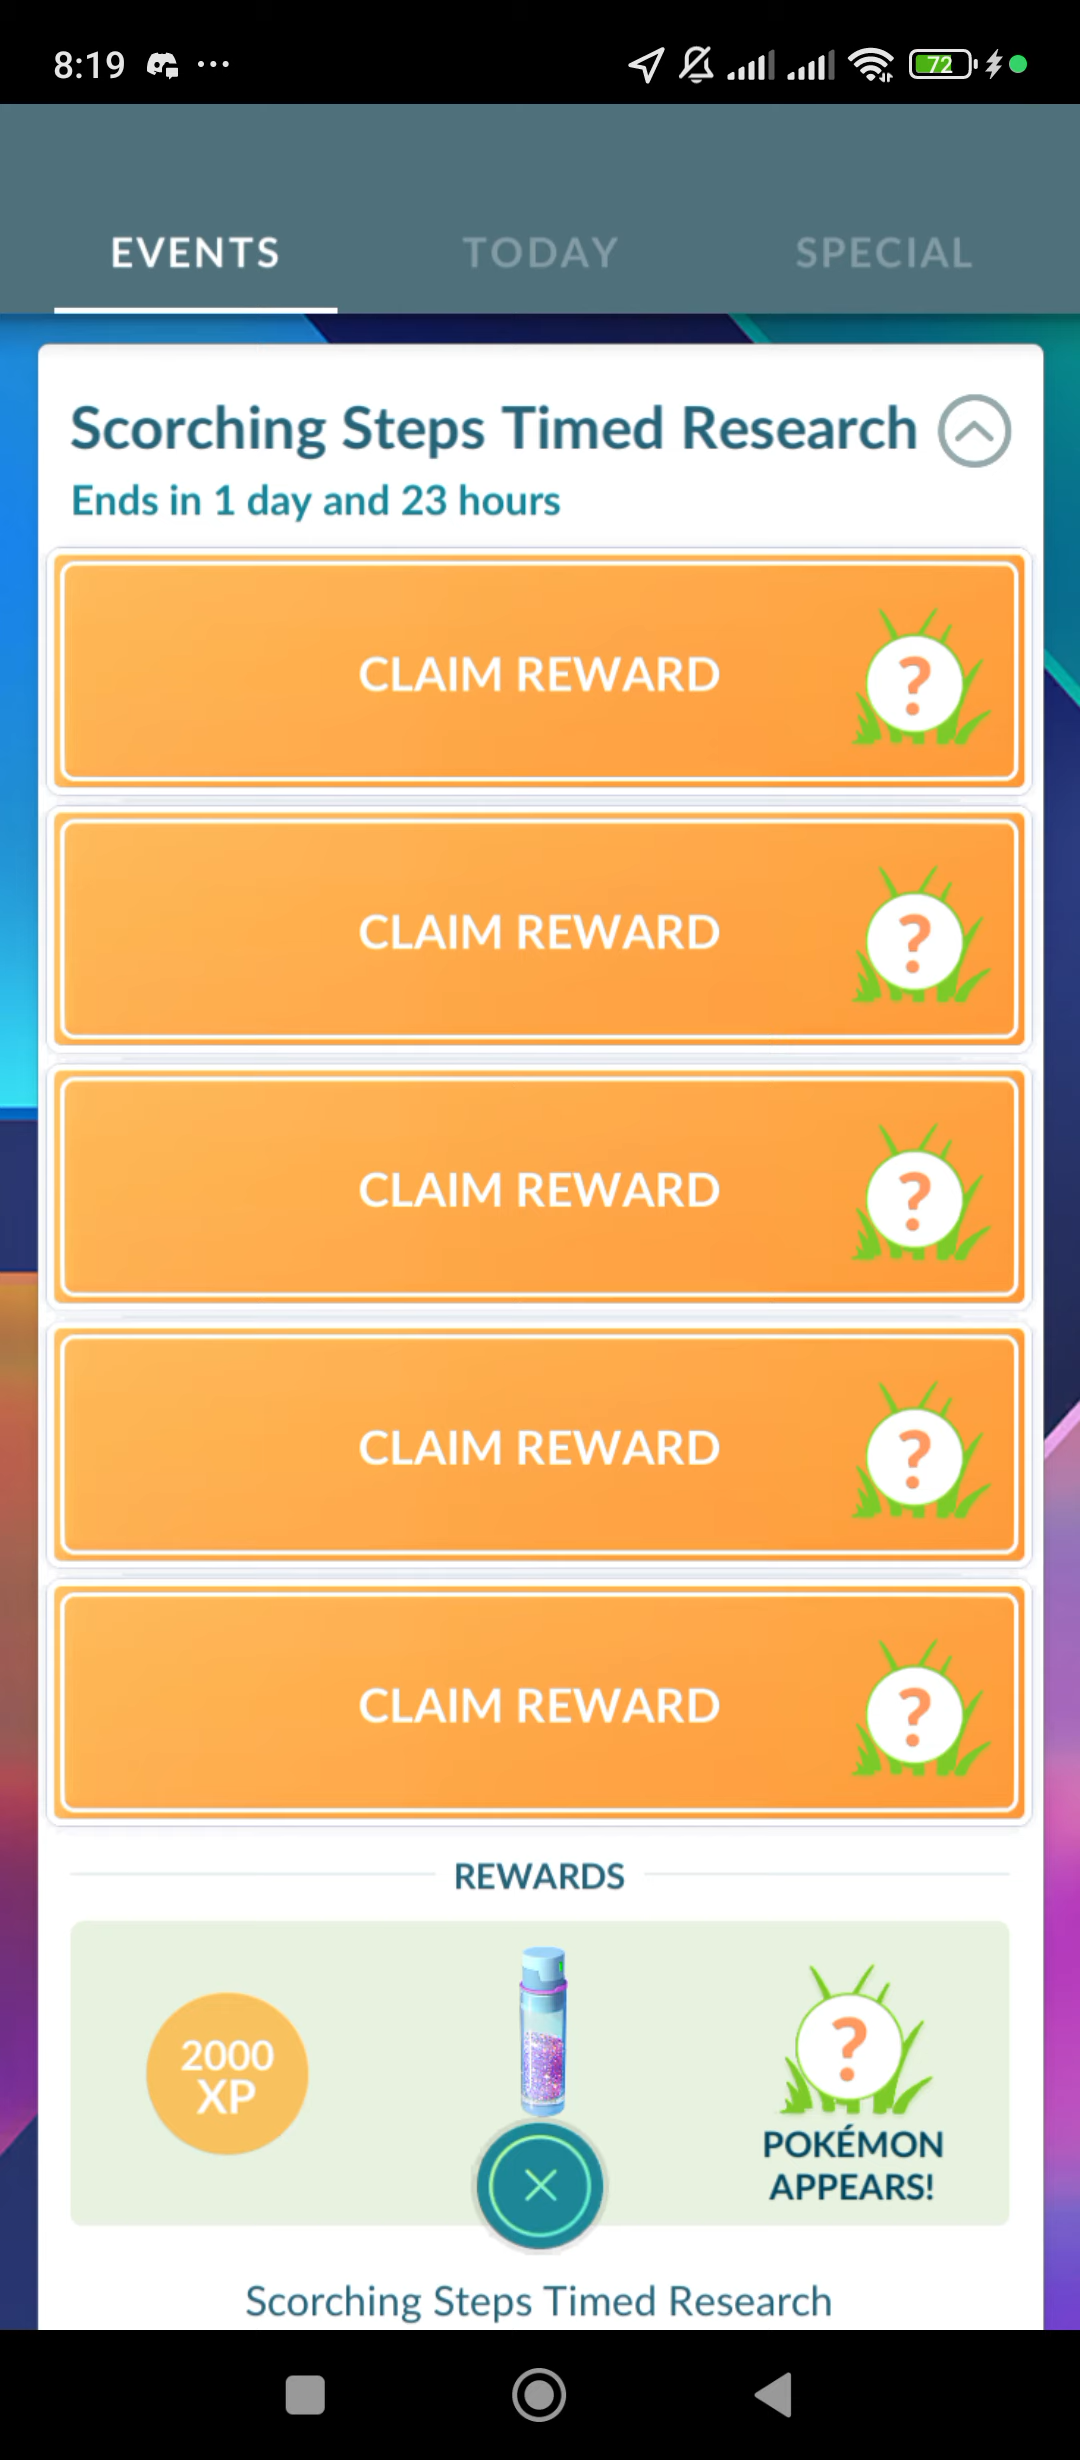 8:19
72
EVENTS
TODAY
SPECIAL
Scorching Steps Timed Research
Ends in 1 day and 23 hours
CLAIM REWARD
?
CLAIM REWARD
?
CLAIM REWARD
?
CLAIM REWARD
?
CLAIM REWARD
?
REWARDS
2000
XP
?
POKÉMON
APPEARS!
Scorching Steps Timed Research